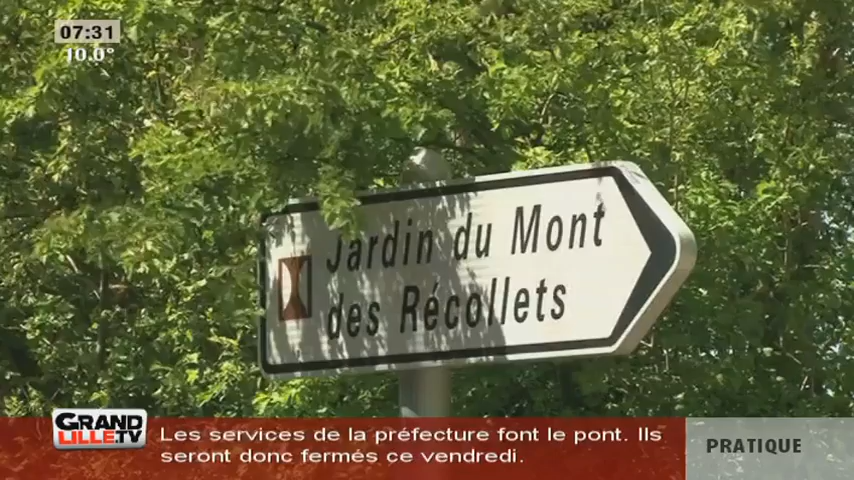 07:31
10.0°
Jardin du Mont
des Récollets
GRAND
LILLE.TV
Les services de la préfecture font le pont. Ils
seront donc fermés ce vendredi.
PRATIQUE